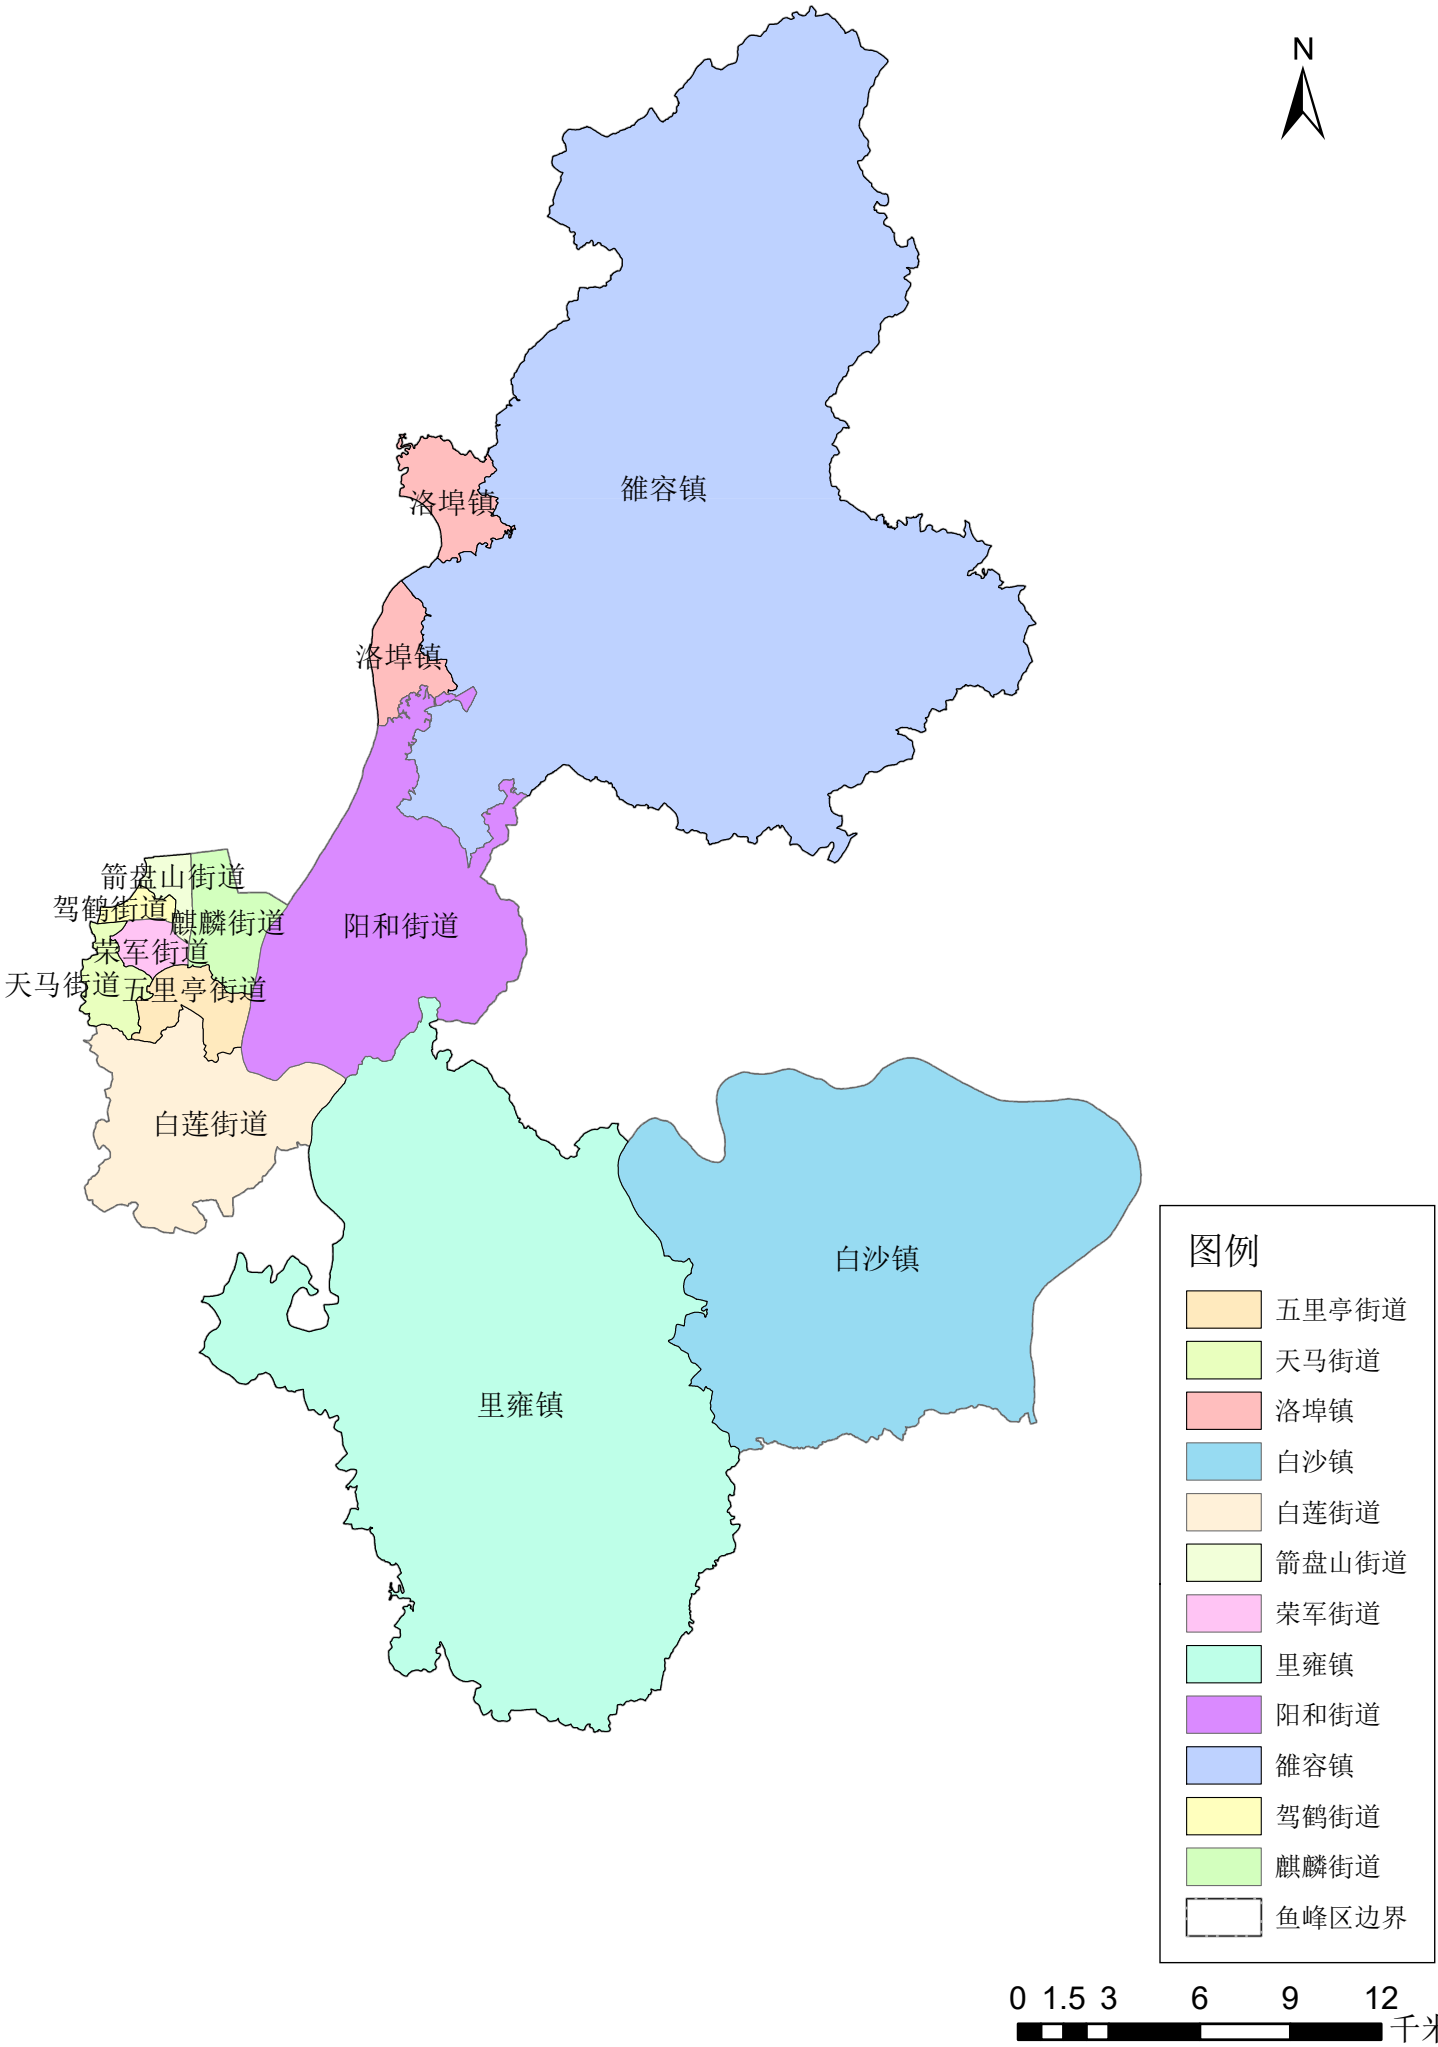 N
雒容镇
洛埠镇
洛埠镇
箭盘山街道
驾鹤街道
麒麟街道
阳和街道
荣军街道
天马街道
五里亭街道
白莲街道
白沙镇
里雍镇
图例
五里亭街道
天马街道
洛埠镇
白沙镇
白莲街道
箭盘山街道
荣军街道
里雍镇
阳和街道
雒容镇
驾鹤街道
麒麟街道
鱼峰区边界
0 1.5 3 6 9 12
千米